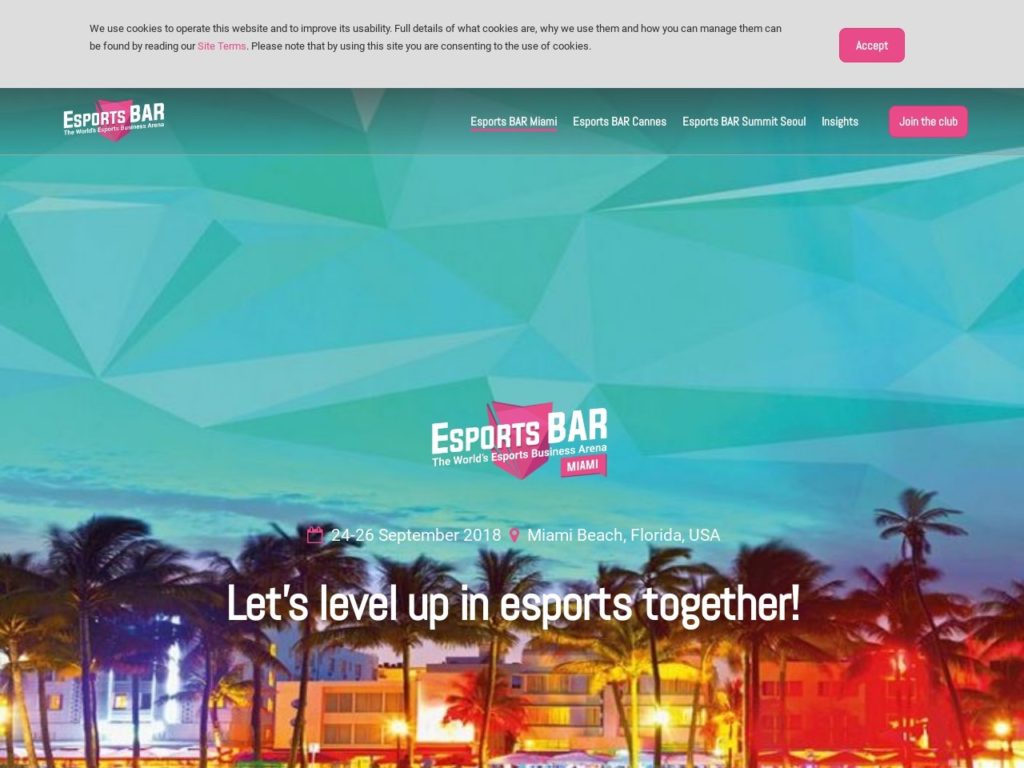 We use cookies to operate this website and to improve its usability. Full details of what cookies are, why we use them and how you can manage them can
be found by reading our Site Terms. Please note that by using this site you are consenting to the use of cookies.
Accept
Esports BAR
The World's Esports Business Arena
Esports BAR Miami
Esports BAR Cannes
Esports BAR Summit Seoul
Insights
Join the club
Esports BAR
The World's Esports Business Arena
MIAMI
24-26 September 2018 Miami Beach, Florida, USA
Let's level up in esports together!